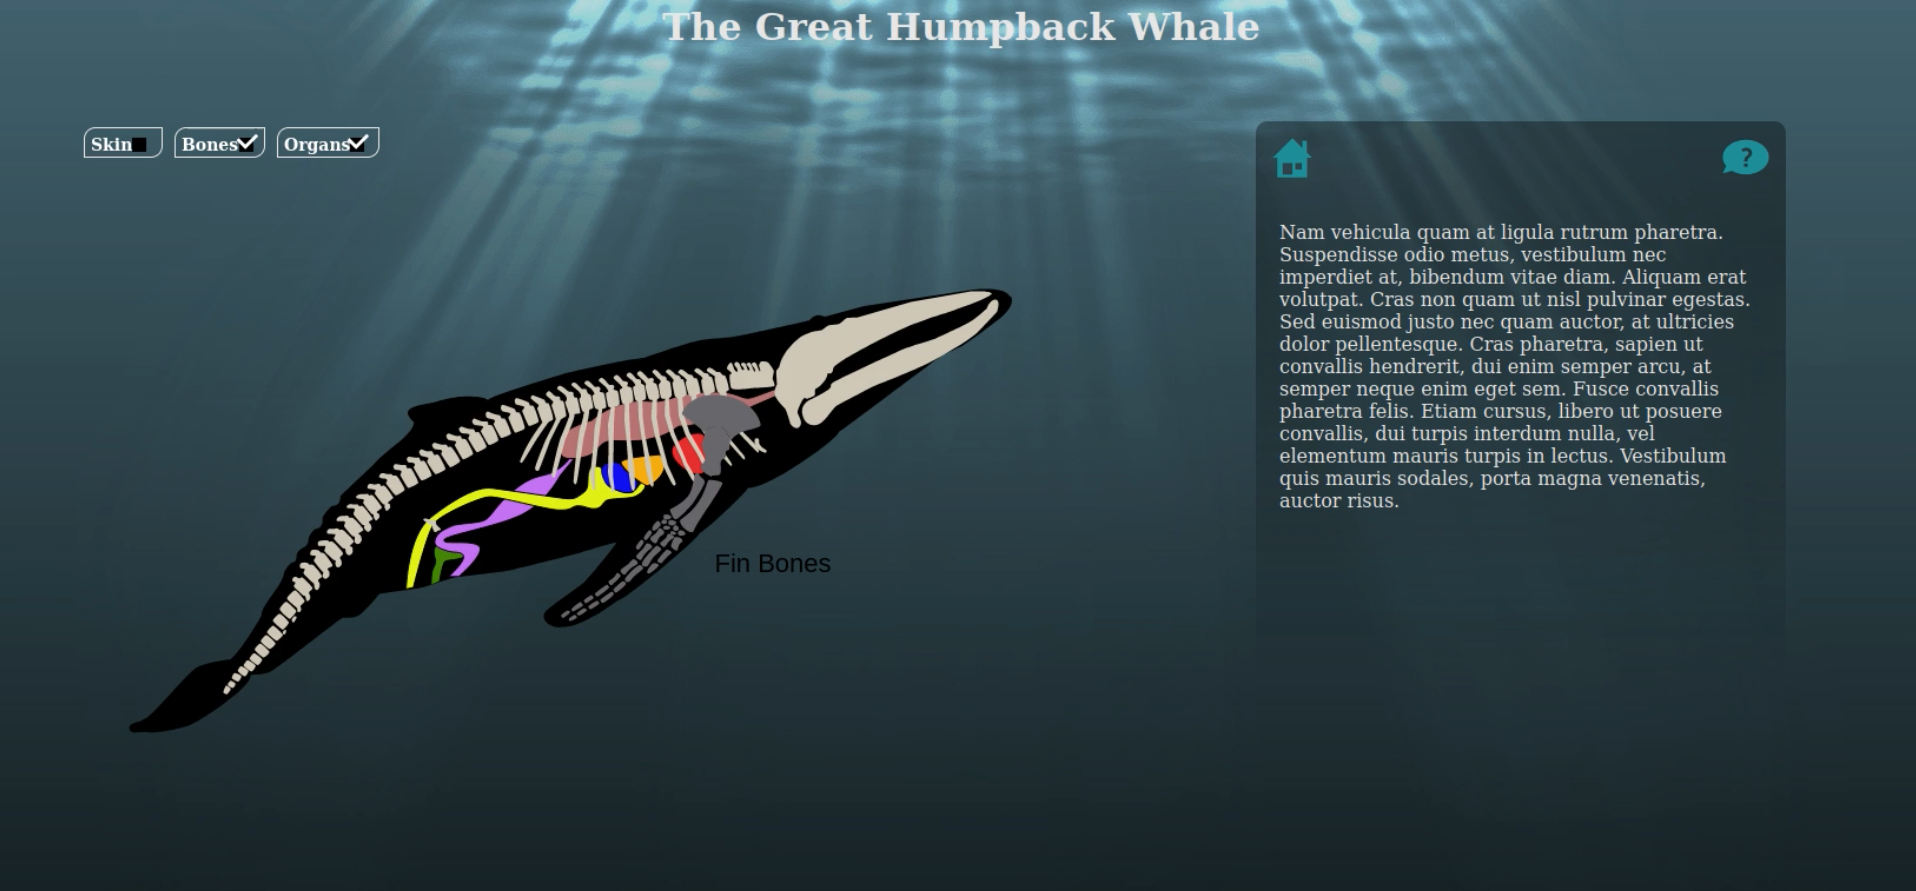 The Great Humpback Whale
Skin Bones Organs
?
Nam vehicula quam at ligula rutrum pharetra.
Suspendisse odio metus, vestibulum nec
imperdiet at, bibendum vitae diam. Aliquam erat
volutpat. Cras non quam ut nisl pulvinar egestas.
Sed euismod justo nec quam auctor, at ultricies
dolor pellentesque. Cras pharetra, sapien ut
convallis hendrerit, dui enim semper arcu, at
semper neque enim eget sem. Fusce convallis
pharetra felis. Etiam cursus, libero ut posuere
convallis, dui turpis interdum nulla, vel
elementum mauris turpis in lectus. Vestibulum
quis mauris sodales, porta magna venenatis,
auctor risus.
Fin Bones